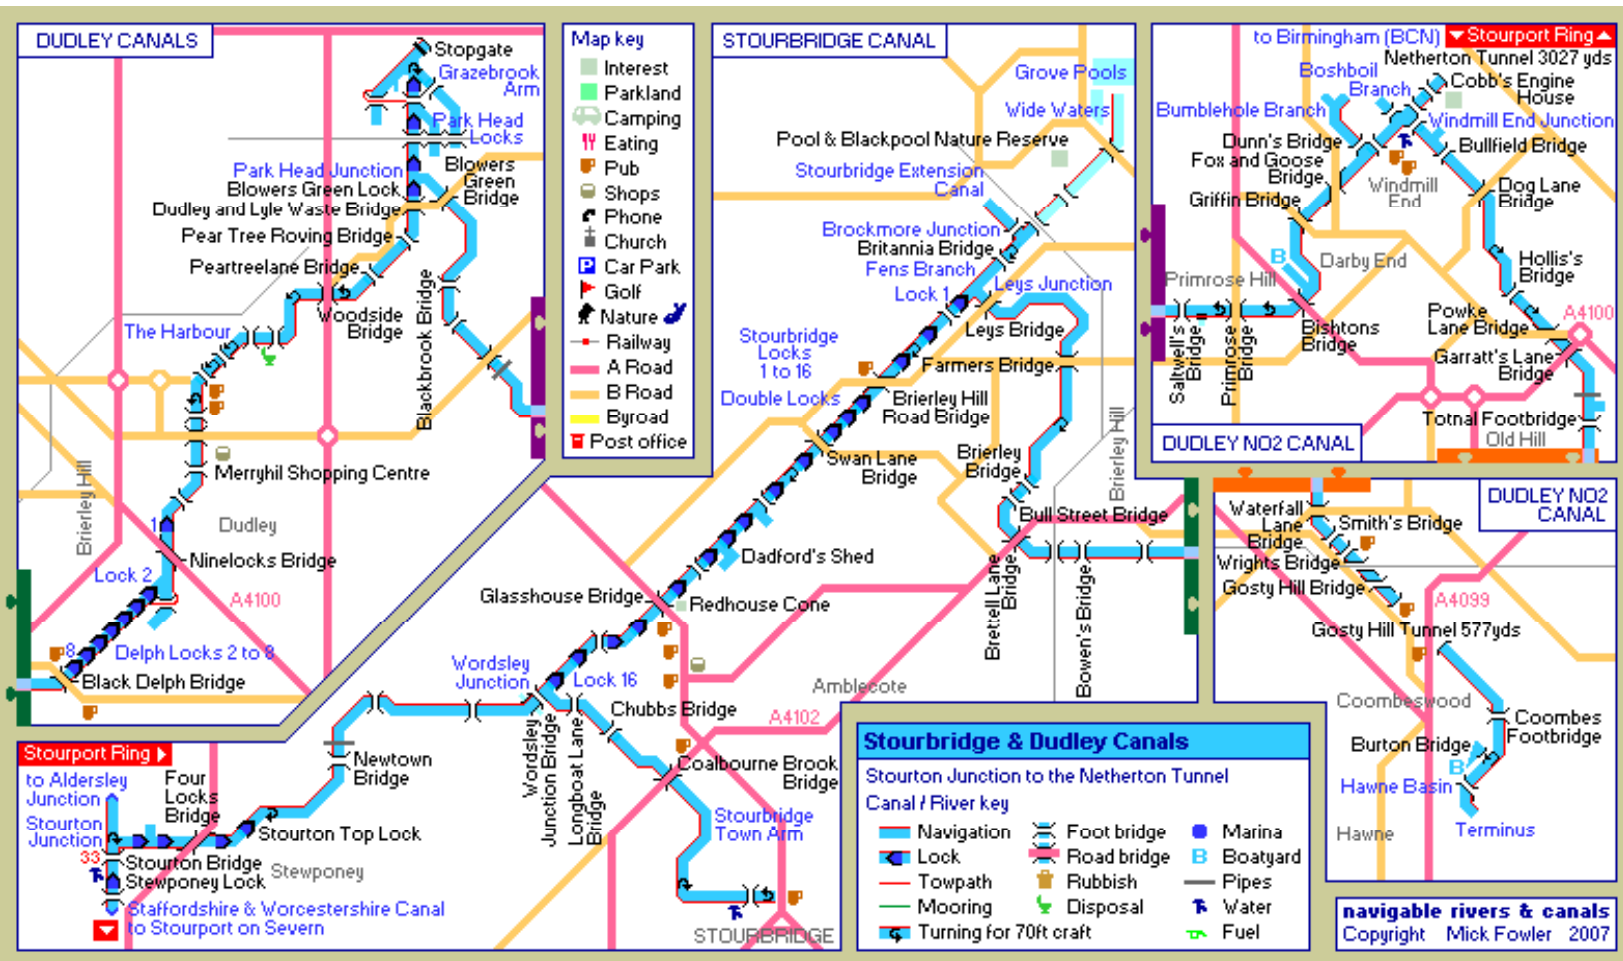 DUDLEY CANALS
Stopgate
Grazebrook
Arm
Park Head
Locks
Park Head Junction
Blowers
Green
Bridge
Blowers Green Lock
Dudley and Lyle Waste Bridge
Pear Tree Roving Bridge
Peartreelane Bridge
Woodside
Bridge
The Harbour
Blackbrook Bridge
Merryhil Shopping Centre
Brierley Hill
Dudley
1
Ninelocks Bridge
Lock 2
A4100
8
Delph Locks 2 to 8
Black Delph Bridge
Map key
Interest
Parkland
Camping
Eating
Pub
Shops
Phone
Church
P Car Park
Golf
Nature
Railway
A Road
B Road
Byroad
Post office
STOURBRIDGE CANAL
Grove Pools
Wide Waters
Pool & Blackpool Nature Reserve
Stourbridge Extension
Canal
Brockmore Junction
Britannia Bridge
Fens Branch
Leys Junction
Lock 1
Leys Bridge
Stourbridge
Locks
1 to 16
Farmers Bridge
Double Locks
Brierley Hill
Road Bridge
Brierley Hill
Swan Lane
Bridge
Brierley
Bridge
Bull Street Bridge
Dadford's Shed
Brettell Lane
Bridge
Bowen's Bridge
Glasshouse Bridge
Redhouse Cone
Wordsley
Junction
Lock 16
Amblecote
Chubbs Bridge
A4102
Wordsley
Junction Bridge
Longboat Lane
Bridge
Coalbourne Brook
Bridge
Stourbridge
Town Arm
STOURBRIDGE
Newtown
Bridge
Stourport Ring
to Aldersley
Junction
Four
Locks
Bridge
Stourton
Junction
Stourton Top Lock
33
Stourton Bridge
Stewponey
Stewponey Lock
Staffordshire & Worcestershire Canal
to Stourport on Severn
to Birmingham (BCN)
Stourport Ring
Netherton Tunnel 3027 yds
Boshboil
Branch
Cobb's Engine
House
Bumblehole Branch
Windmill End Junction
Dunn's Bridge
Bullfield Bridge
Fox and Goose
Bridge
Windmill
End
Dog Lane
Bridge
Griffin Bridge
B
Darby End
Hollis's
Bridge
Primrose Hill
Saltwell's
Bridge
Primrose
Bridge
Bishtons
Bridge
Powke
Lane Bridge
A4100
Garratt's Lane
Bridge
Totnal Footbridge
Old Hill
DUDLEY NO2 CANAL
DUDLEY NO2
CANAL
Waterfall
Lane
Bridge
Smith's Bridge
Wrights Bridge
Gosty Hill Bridge
A4099
Gosty Hill Tunnel 577yds
Coombeswood
Coombes
Footbridge
Burton Bridge
B
Hawne Basin
Hawne
Terminus
Stourbridge & Dudley Canals
Stourton Junction to the Netherton Tunnel
Canal / River key
Navigation
Foot bridge
Marina
Lock
Road bridge
B Boatyard
Towpath
Rubbish
Pipes
Mooring
Disposal
Water
Turning for 70ft craft
Fuel
navigable rivers & canals
Copyright Mick Fowler 2007